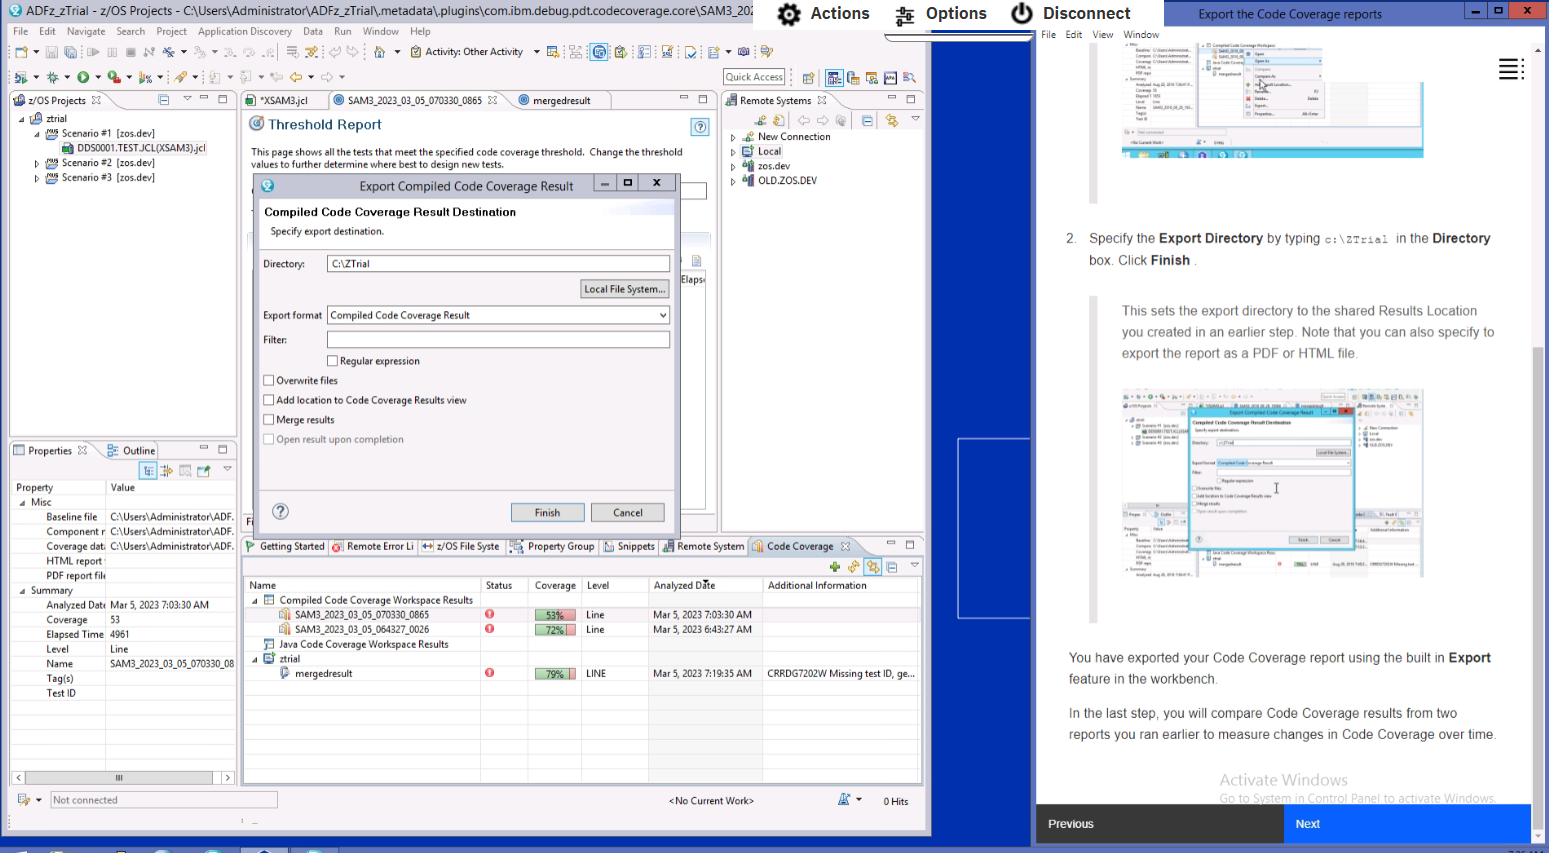 ADFz_zTrial - z/OS Projects - C:\Users\Administrator\ADFz_zTrial\.metadata\.plugins\com.ibm.debug.pdt.codecoverage.core\SAM3_202
Actions
Options
Disconnect
Export the Code Coverage reports
File Edit Navigate Search Project Application Discovery Data Run Window Help
File Edit View Window
Activity: Other Activity
Quick Access
z/OS Projects
ztrial
Scenario #1 [zos.dev]
DDS0001.TEST.JCL(XSAM3).jcl
Scenario #2 [zos.dev]
Scenario #3 [zos.dev]
*XSAM3.jcl
SAM3_2023_03_05_070330_0865
mergedresult
Threshold Report
This page shows all the tests that meet the specified code coverage threshold. Change the threshold
values to further determine where best to design new tests.
Elaps
Remote Systems
New Connection
Local
zos.dev
OLD.ZOS.DEV
Export Compiled Code Coverage Result
Compiled Code Coverage Result Destination
Specify export destination.
Directory: C:\ZTrial
Local File System...
Export format Compiled Code Coverage Result
Filter:
Regular expression
Overwrite files
Add location to Code Coverage Results view
Merge results
Open result upon completion
Finish
Cancel
Properties
Outline
Property Value
Misc
Baseline file C:\Users\Administrator\ADF.
Component r C:\Users\Administrator\ADF.
Coverage dat C:\Users\Administrator\ADF.
HTML report
PDF report file
Summary
Analyzed Date Mar 5, 2023 7:03:30 AM
Coverage 53
Elapsed Time 4961
Level Line
Name SAM3_2023_03_05_070330_08
Tag(s)
Test ID
Getting Started Remote Error Li z/OS File Syste Property Group Snippets Remote System Code Coverage
Name Status Coverage Level Analyzed Date Additional Information
Compiled Code Coverage Workspace Results
SAM3_2023_03_05_070330_0865 53% Line Mar 5, 2023 7:03:30 AM
SAM3_2023_03_05_064327_0026 72% Line Mar 5, 2023 6:43:27 AM
Java Code Coverage Workspace Results
ztrial
mergedresult 79% LINE Mar 5, 2023 7:19:35 AM CRRDG7202W Missing test ID, ge...
Not connected
<No Current Work>
0 Hits
2. Specify the Export Directory by typing c:\ZTrial in the Directory
box. Click Finish .
This sets the export directory to the shared Results Location
you created in an earlier step. Note that you can also specify to
export the report as a PDF or HTML file.
You have exported your Code Coverage report using the built in Export
feature in the workbench.
In the last step, you will compare Code Coverage results from two
reports you ran earlier to measure changes in Code Coverage over time.
Activate Windows
Go to System in Control Panel to activate Windows.
Previous
Next